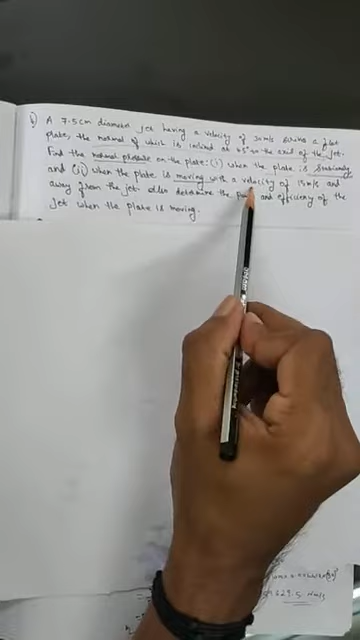 6) A 7.5cm diameter jet having a velocity of 30m/s strikes a flat
plate, the normal of which is inclined at 45° to the axis of the jet.
Find the normal pressure on the plate: (i) when the plate is stationary
and (ii) when the plate is moving with a velocity of 15m/s and
away from the jet. Also determine the and efficiency of the
jet when the plate is moving.